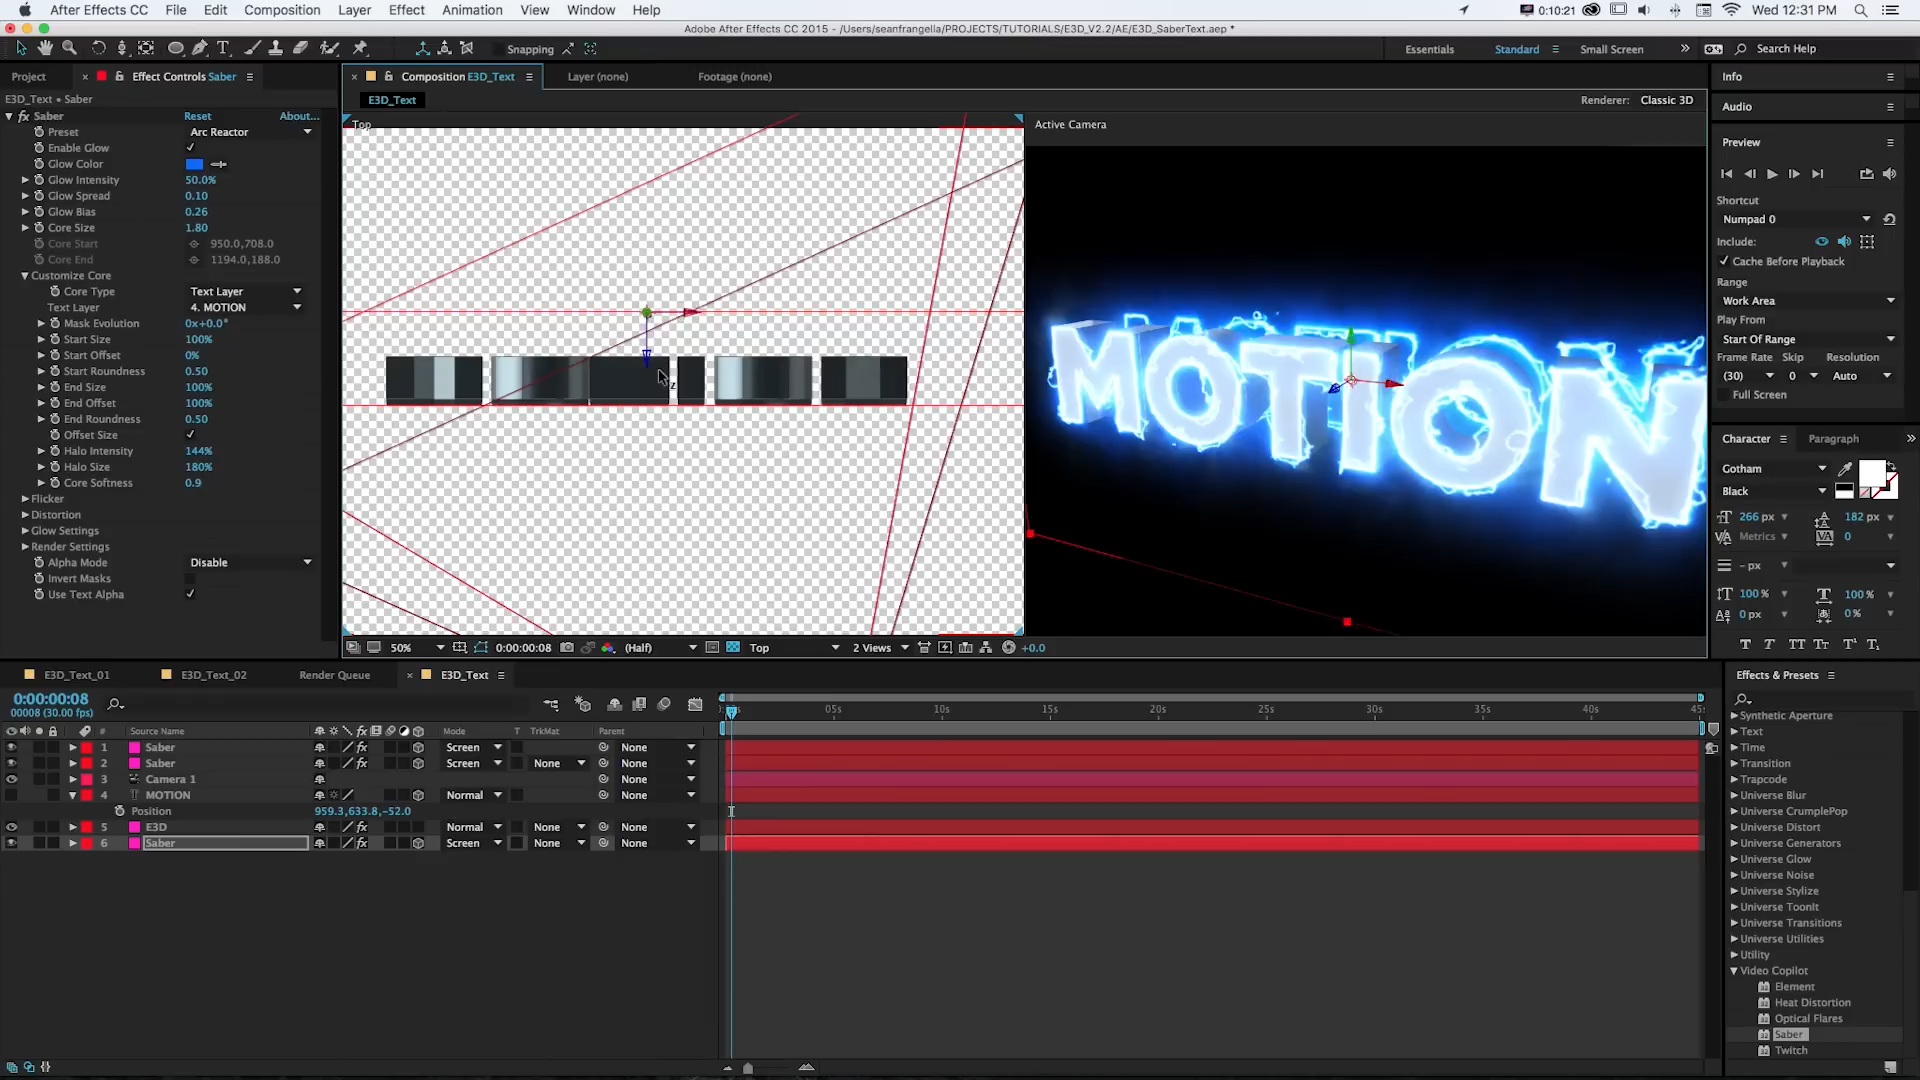 After Effects CC File Edit Composition Layer Effect Animation View Window Help
0:10:21 Wed 12:31 PM
Adobe After Effects CC 2015 - /Users/seanfrangella/PROJECTS/TUTORIALS/E3D_V2.2/AE/E3D_SaberText.aep *
Snapping Essentials Standard Small Screen Search Help
Project Effect Controls Saber Composition E3D_Text Layer (none) Footage (none) Info
E3D_Text • Saber E3D_Text Renderer: Classic 3D
Audio
fx Saber Reset About...
Preset Arc Reactor
Enable Glow
Glow Color
Glow Intensity 50.0%
Glow Spread 0.10
Glow Bias 0.26
Core Size 1.80
Core Start 950.0,708.0
Core End 1194.0,188.0
Customize Core
Core Type Text Layer
Text Layer 4. MOTION
Mask Evolution 0x+0.0°
Start Size 100%
Start Offset 0%
Start Roundness 0.50
End Size 100%
End Offset 100%
End Roundness 0.50
Offset Size
Halo Intensity 144%
Halo Size 180%
Core Softness 0.9
Flicker
Distortion
Glow Settings
Render Settings
Alpha Mode Disable
Invert Masks
Use Text Alpha
Top
Active Camera
MOTION
z
50% 0:00:00:08 (Half) Top 2 Views +0.0
Preview
Shortcut
Numpad 0
Include:
Cache Before Playback
Range
Work Area
Play From
Start Of Range
Frame Rate Skip Resolution
(30) 0 Auto
Full Screen
Character Paragraph
Gotham
Black
266 px 182 px
Metrics 0
- px
100% 100%
0 px 0%
T T TT Tт T¹ T₁
E3D_Text_01 E3D_Text_02 Render Queue E3D_Text
0:00:00:08
00008 (30.00 fps)
05s 10s 15s 20s 25s 30s 35s 40s 45s
# Source Name fx Mode T TrkMat Parent
1 Saber fx Screen None
2 Saber fx Screen None None
3 Camera 1 None
4 T MOTION Normal None
Position 959.3,633.8,-52.0
5 E3D fx Normal None None
6 Saber fx Screen None None
Effects & Presets
Synthetic Aperture
Text
Time
Transition
Trapcode
Universe Blur
Universe CrumplePop
Universe Distort
Universe Generators
Universe Glow
Universe Noise
Universe Stylize
Universe ToonIt
Universe Transitions
Universe Utilities
Utility
Video Copilot
Element
Heat Distortion
Optical Flares
Saber
Twitch